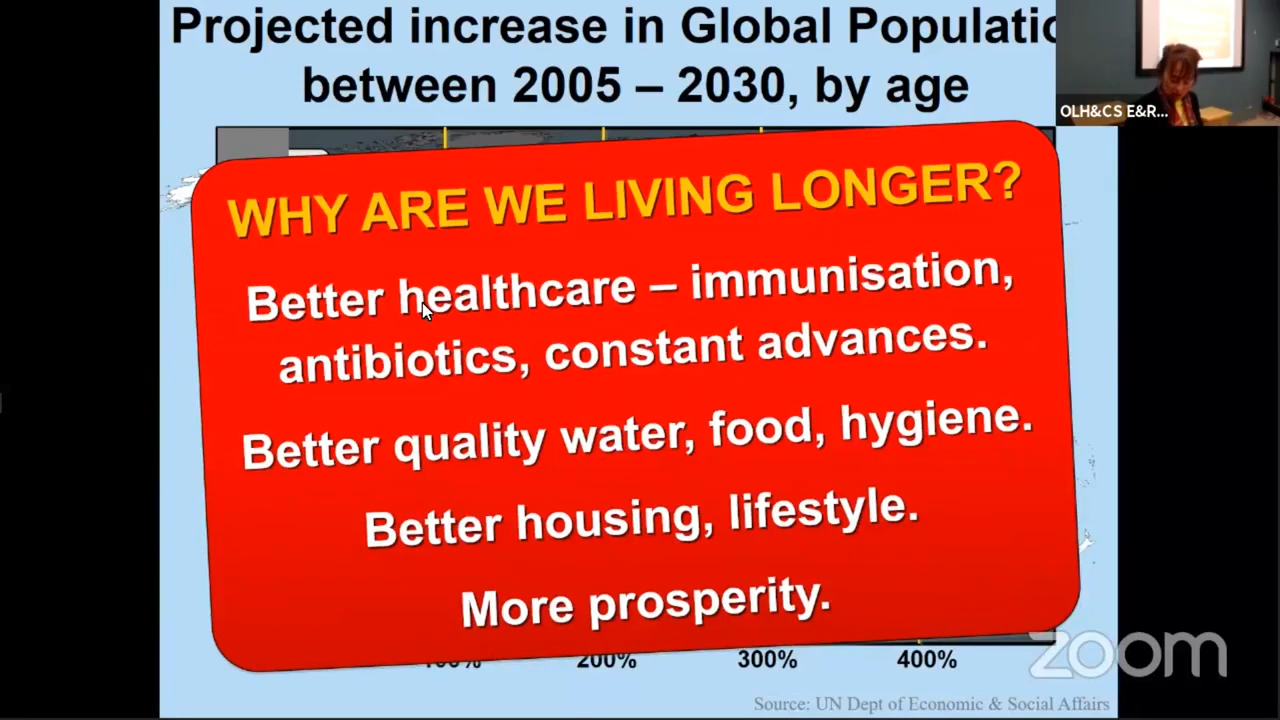 Projected increase in Global Populatio
between 2005 – 2030, by age
OLH&CS E&R...
WHY ARE WE LIVING LONGER?
Better healthcare – immunisation,
antibiotics, constant advances.
Better quality water, food, hygiene.
Better housing, lifestyle.
More prosperity.
100% 200% 300% 400%
zoom
Source: UN Dept of Economic & Social Affairs